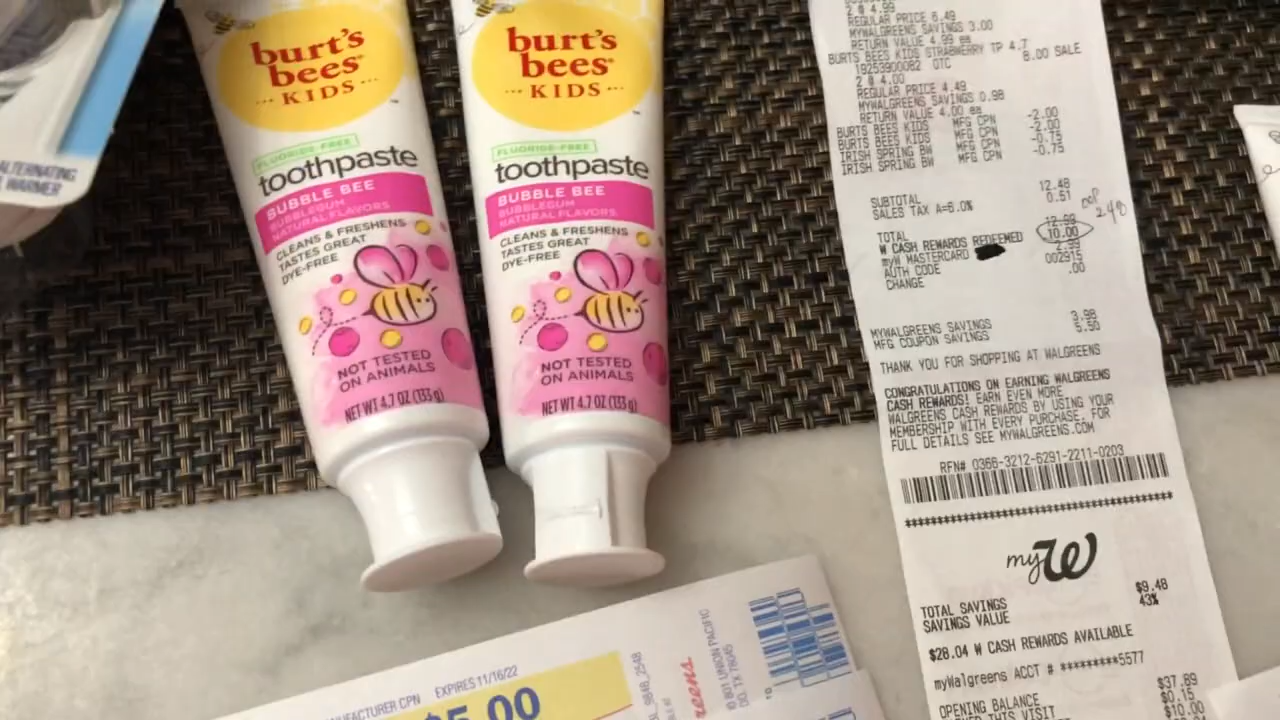 ALTERNATING
WARMER
burt's
bees
KIDS
FLUORIDE-FREE
toothpaste
BUBBLE BEE
BUBBLEGUM
NATURAL FLAVORS
CLEANS & FRESHENS
TASTES GREAT
DYE-FREE
NOT TESTED
ON ANIMALS
NET WT 4.7 OZ (133g)
burt's
bees
KIDS
FLUORIDE-FREE
toothpaste
BUBBLE BEE
BUBBLEGUM
NATURAL FLAVORS
CLEANS & FRESHENS
TASTES GREAT
DYE-FREE
NOT TESTED
ON ANIMALS
NET WT 4.7 OZ (133g)
2 @ 4.99
REGULAR PRICE 6.49
MYWALGREENS SAVINGS 3.00
RETURN VALUE 4.99 ea
BURTS BEES KIDS STRABWERRY TP 4.7
19253900082 OTC 8.00 SALE
2 @ 4.00
REGULAR PRICE 4.49
MYWALGREENS SAVINGS 0.98
RETURN VALUE 4.00 ea
BURTS BEES KIDS MFG CPN -2.00
BURTS BEES KIDS MFG CPN -2.00
IRISH SPRING BW MFG CPN -0.75
IRISH SPRING BW MFG CPN -0.75
SUBTOTAL 12.48
SALES TAX A=6.0% 0.51
OOP
2.48
TOTAL 12.99
W CASH REWARDS REDEEMED 10.00
myW MASTERCARD 2.99
AUTH CODE 002915
CHANGE .00
MYWALGREENS SAVINGS 3.98
MFG COUPON SAVINGS 5.50
THANK YOU FOR SHOPPING AT WALGREENS
CONGRATULATIONS ON EARNING WALGREENS
CASH REWARDS! EARN EVEN MORE
WALGREENS CASH REWARDS BY USING YOUR
MEMBERSHIP WITH EVERY PURCHASE. FOR
FULL DETAILS SEE MYWALGREENS.COM
RFN# 0366-3212-6291-2211-0203
myW
TOTAL SAVINGS $9.48
SAVINGS VALUE 43%
$28.04 W CASH REWARDS AVAILABLE
myWalgreens ACCT # *********5577
OPENING BALANCE $37.89
THIS VISIT $0.15
$10.00
MANUFACTURER CPN EXPIRES 11/16/22
$5.00
UNION PACIFIC